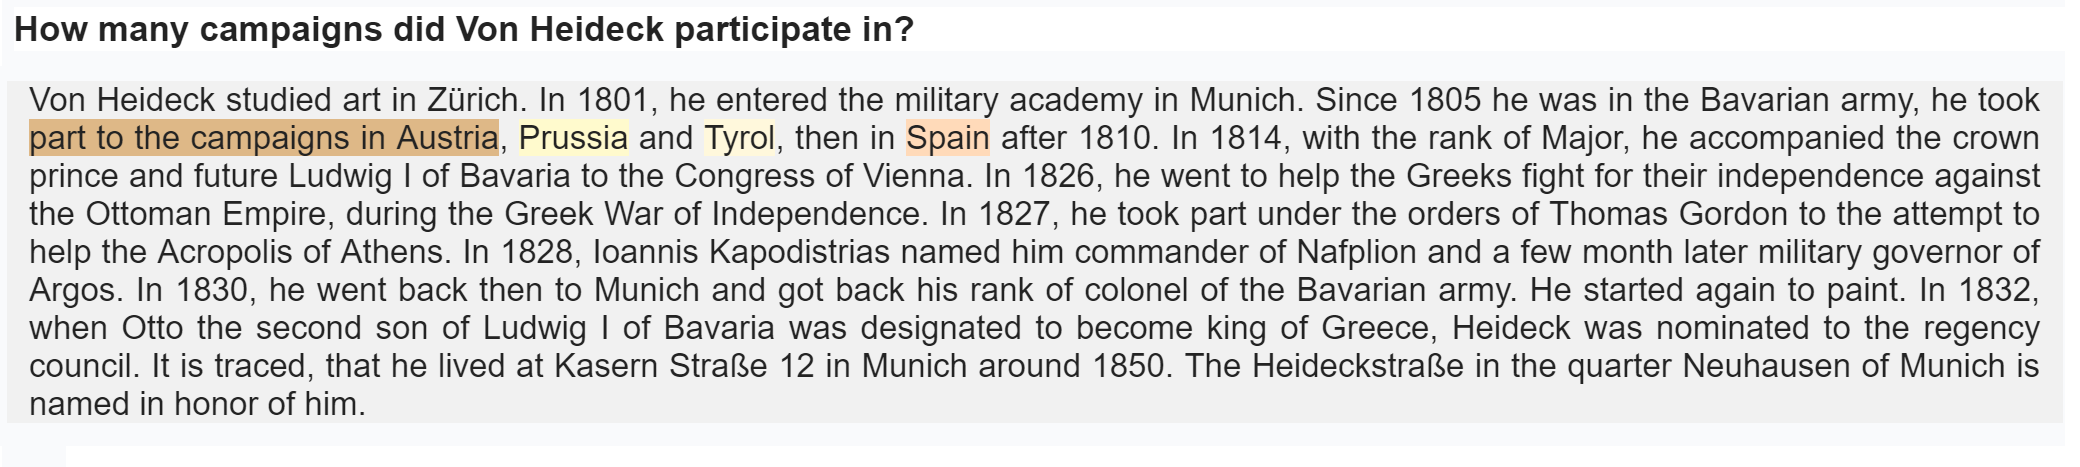 How many campaigns did Von Heideck participate in?
Von Heideck studied art in Zürich. In 1801, he entered the military academy in Munich. Since 1805 he was in the Bavarian army, he took
part to the campaigns in Austria, Prussia and Tyrol, then in Spain after 1810. In 1814, with the rank of Major, he accompanied the crown
prince and future Ludwig I of Bavaria to the Congress of Vienna. In 1826, he went to help the Greeks fight for their independence against
the Ottoman Empire, during the Greek War of Independence. In 1827, he took part under the orders of Thomas Gordon to the attempt to
help the Acropolis of Athens. In 1828, Ioannis Kapodistrias named him commander of Nafplion and a few month later military governor of
Argos. In 1830, he went back then to Munich and got back his rank of colonel of the Bavarian army. He started again to paint. In 1832,
when Otto the second son of Ludwig I of Bavaria was designated to become king of Greece, Heideck was nominated to the regency
council. It is traced, that he lived at Kasern Straße 12 in Munich around 1850. The Heideckstraße in the quarter Neuhausen of Munich is
named in honor of him.